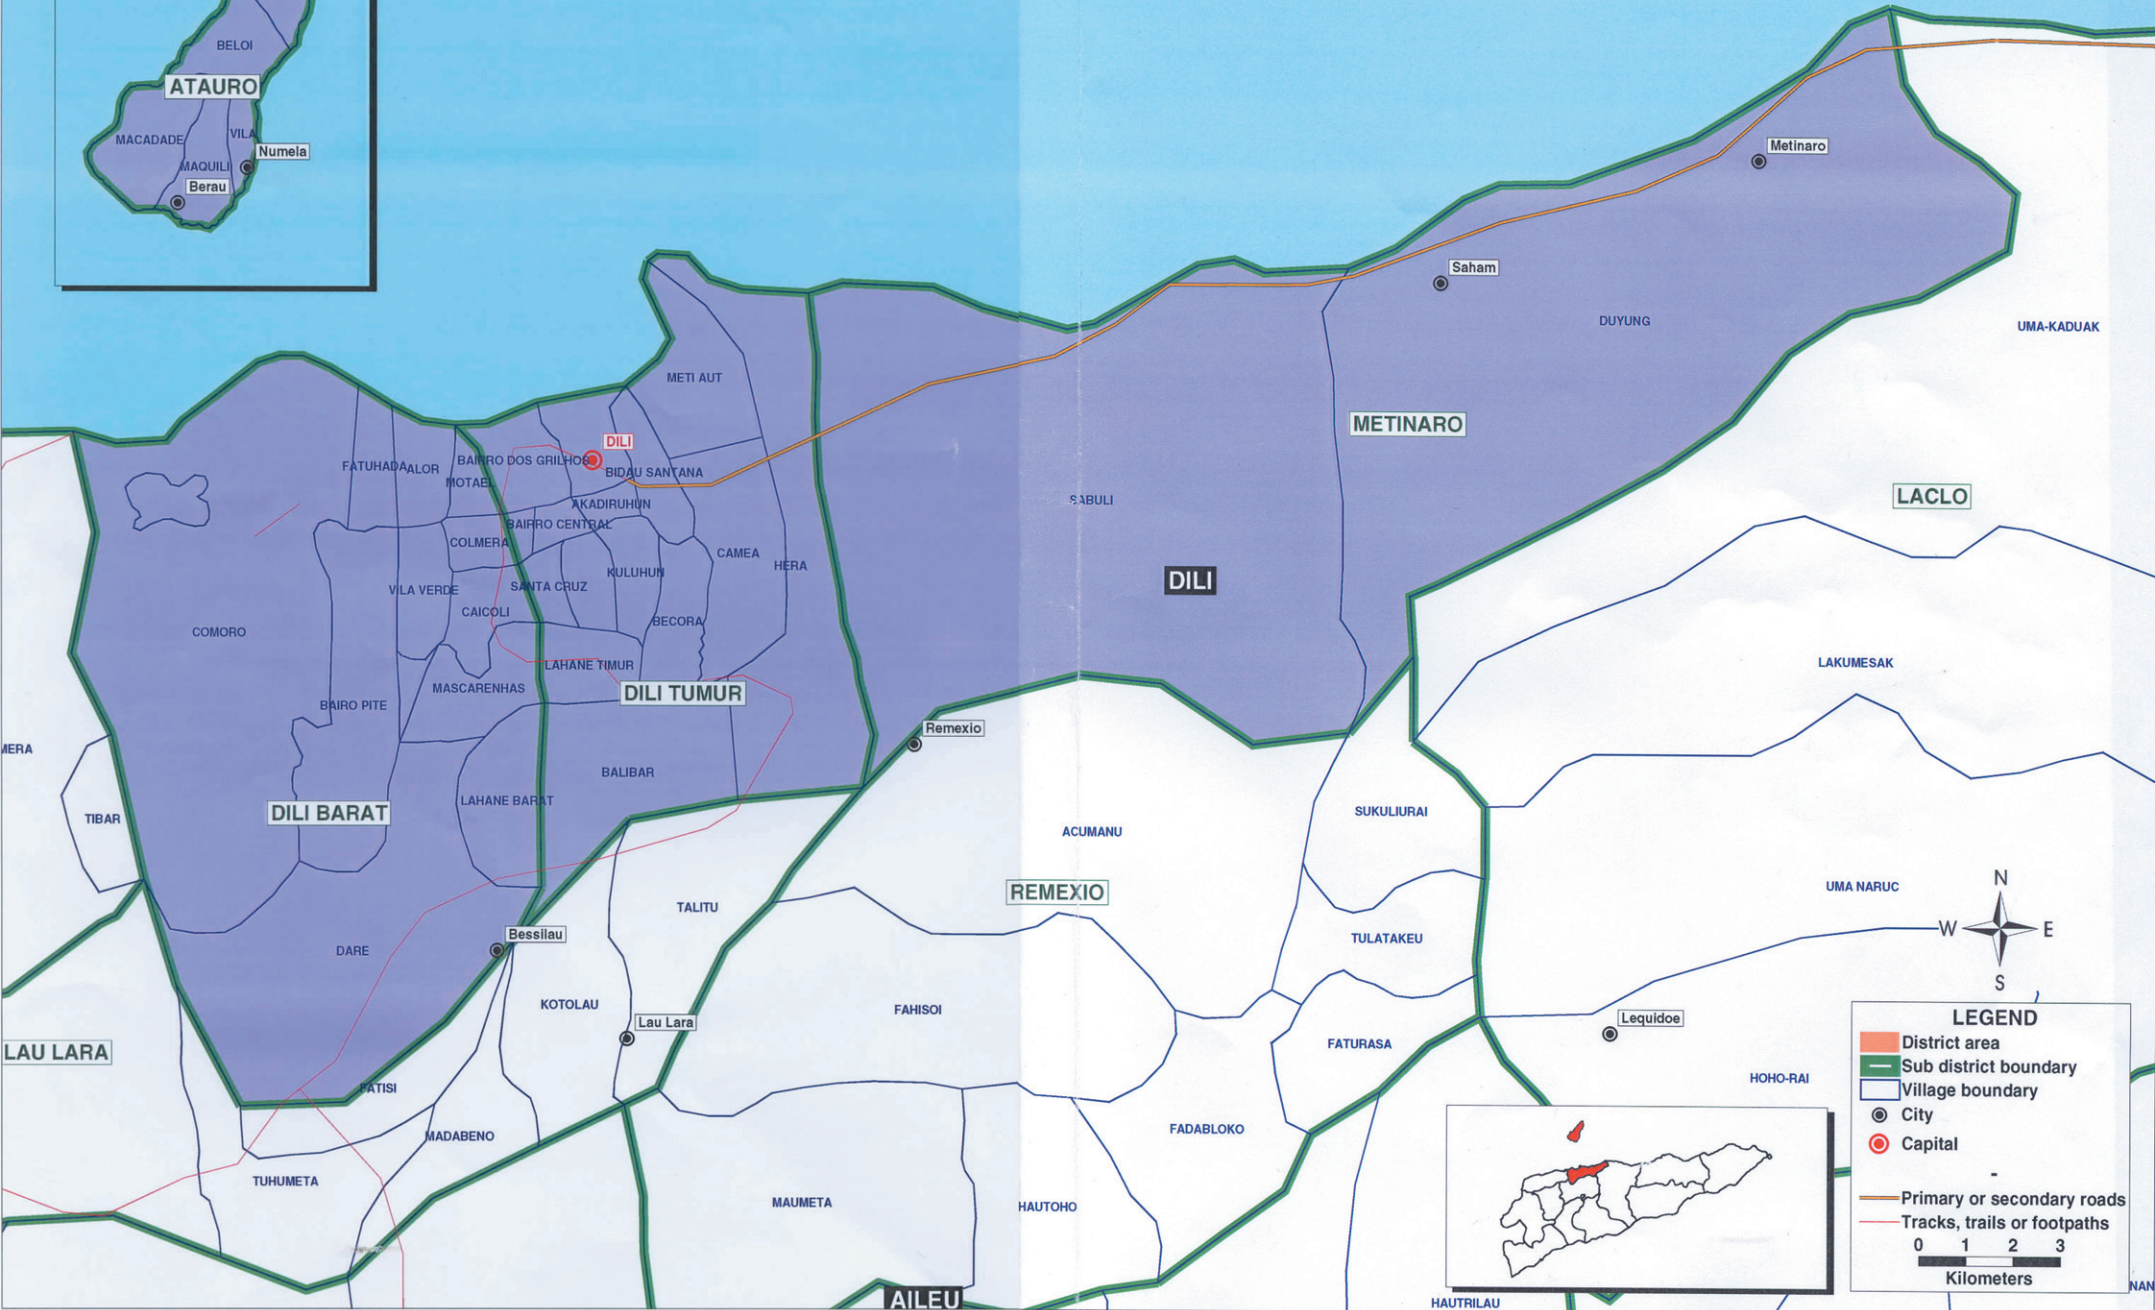 BELOI
ATAURO
MACADADE
VILA
MAQUILI
Numela
Berau
Metinaro
Saham
DUYUNG
UMA-KADUAK
METI AUT
METINARO
DILI
FATUHADA
ALOR
BAIRRO DOS GRILHOS
MOTAEL
BIDAU SANTANA
AKADIRUHUN
BAIRRO CENTRAL
SABULI
LACLO
COLMERA
CAMEA
HERA
KULUHUN
SANTA CRUZ
VILA VERDE
CAICOLI
BECORA
DILI
COMORO
LAHANE TIMUR
DILI TUMUR
MASCARENHAS
BAIRO PITE
LAKUMESAK
Remexio
MERA
BALIBAR
LAHANE BARAT
DILI BARAT
TIBAR
SUKULIURAI
ACUMANU
REMEXIO
UMA NARUC
TALITU
Bessilau
DARE
TULATAKEU
N
W
E
S
KOTOLAU
FAHISOI
Lau Lara
Lequidoe
LAU LARA
FATURASA
FATISI
HOHO-RAI
MADABENO
FADABLOKO
TUHUMETA
MAUMETA
HAUTOHO
AILEU
HAUTRILAU
NAN
LEGEND
District area
Sub district boundary
Village boundary
City
Capital
-
Primary or secondary roads
Tracks, trails or footpaths
0 1 2 3
Kilometers